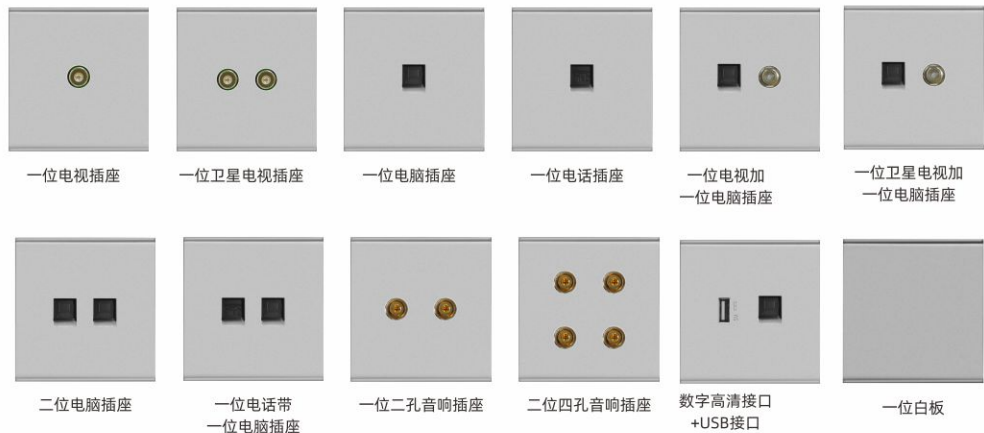 一位电视插座
一位卫星电视插座
一位电脑插座
一位电话插座
一位电视加
一位电脑插座
一位卫星电视加
一位电脑插座
二位电脑插座
一位电话带
一位电脑插座
一位二孔音响插座
二位四孔音响插座
数字高清接口
+USB接口
一位白板